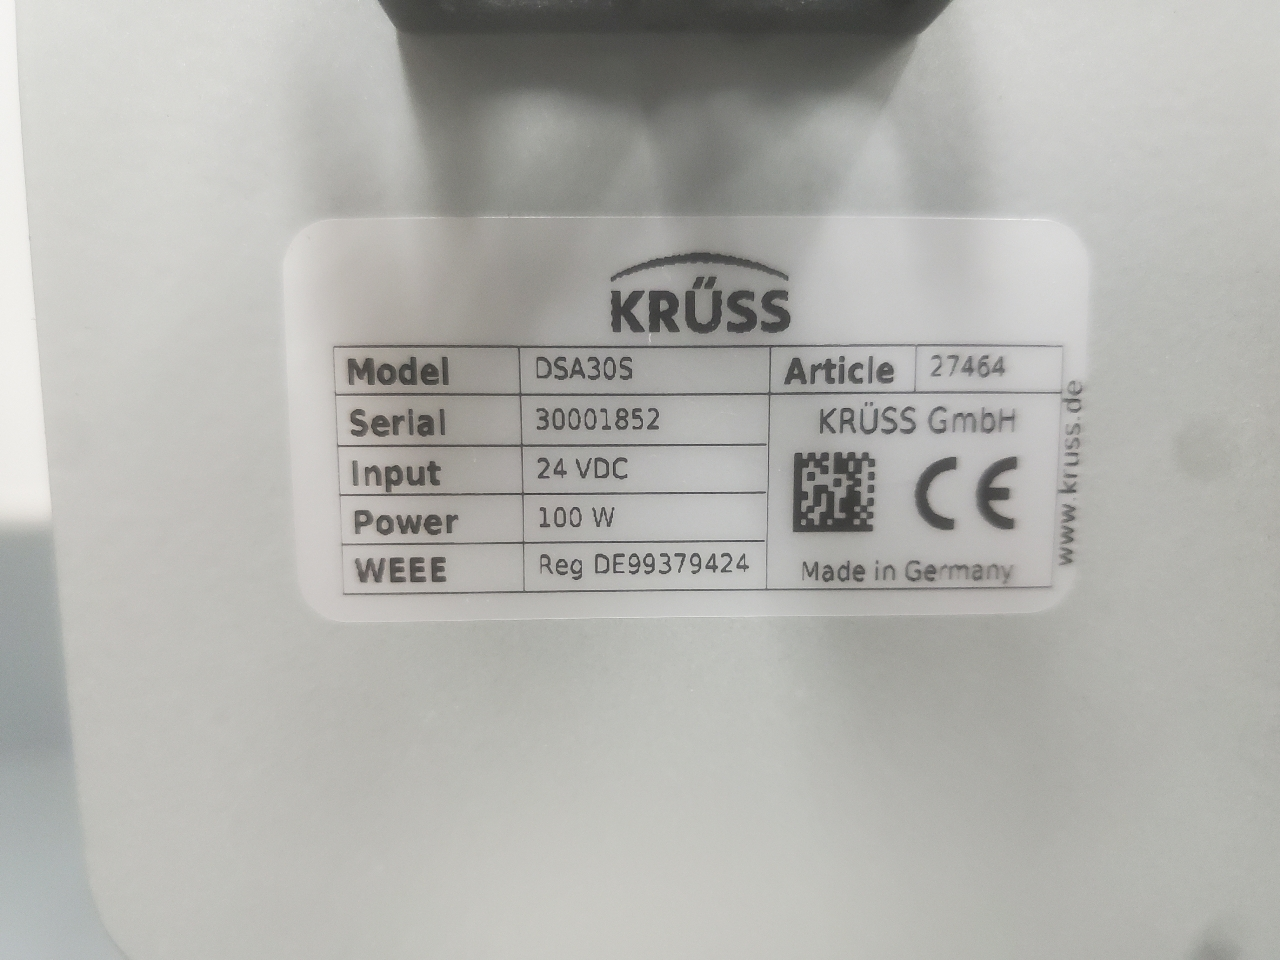 KRÜSS
Model DSA30S Article 27464
Serial 30001852 KRÜSS GmbH
Input 24 VDC
Power 100 W
WEEE Reg DE99379424
CE
Made in Germany
www.kruss.de